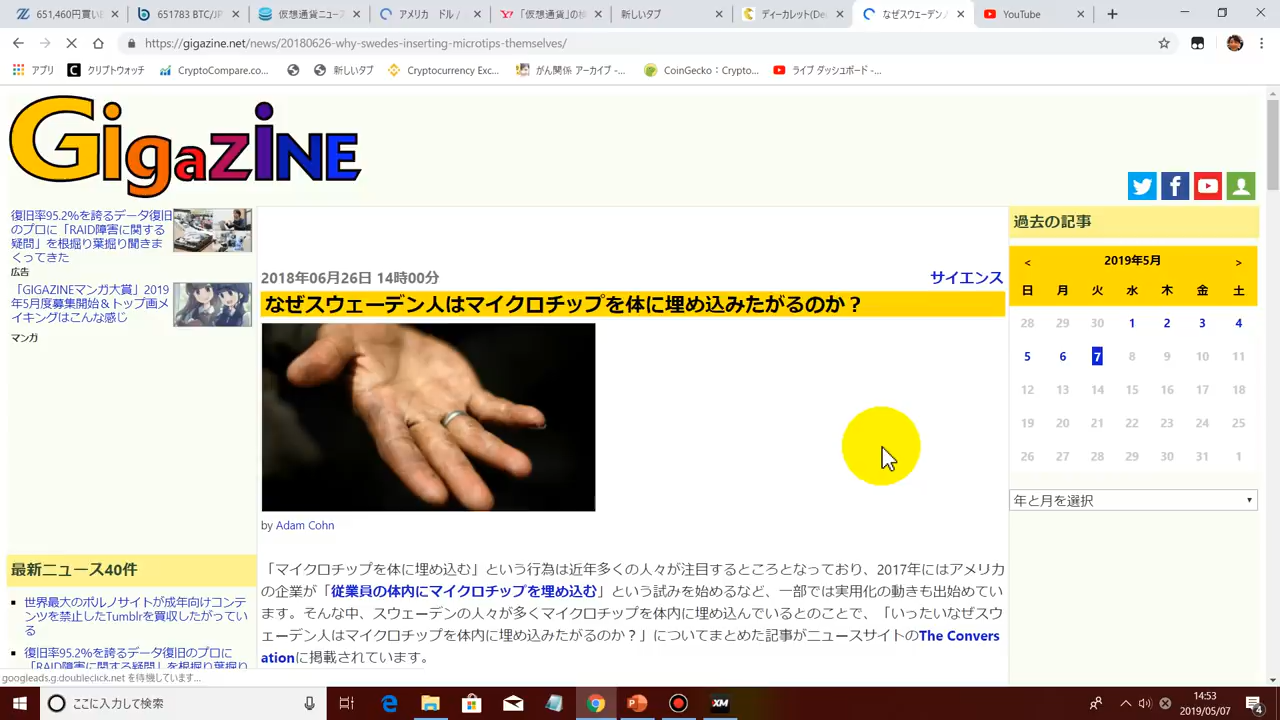 651,460円買い
651783 BTC/JP
仮想通貨ニュース
アメリカ ドル /
「仮想通貨」の検
新しいタブ
ディーカレット(De
なぜスウェーデン人
YouTube
https://gigazine.net/news/20180626-why-swedes-inserting-microtips-themselves/
アプリ
クリプトウォッチ
CryptoCompare.co...
新しいタブ
Cryptocurrency Exc...
がん関係 アーカイブ -...
CoinGecko：Cryptoc...
ライブ ダッシュボード -...
GigaZiNE
復旧率95.2%を誇るデータ復旧
のプロに「RAID障害に関する
疑問」を根掘り葉掘り聞きま
くってきた
広告
「GIGAZINEマンガ大賞」2019
年5月度募集開始＆トップ画メ
イキングはこんな感じ
マンガ
最新ニュース40件
世界最大のポルノサイトが成年向けコンテ
ンツを禁止したTumblrを買収したがってい
る
復旧率95.2%を誇るデータ復旧のプロに
「RAID障害に関する疑問」を根掘り葉掘り
2018年06月26日 14時00分
サイエンス
なぜスウェーデン人はマイクロチップを体に埋め込みたがるのか？
by Adam Cohn
「マイクロチップを体に埋め込む」という行為は近年多くの人々が注目するところとなっており、2017年にはアメリカ
の企業が「従業員の体内にマイクロチップを埋め込む」という試みを始めるなど、一部では実用化の動きも出始めてい
ます。そんな中、スウェーデンの人々が多くマイクロチップを体内に埋め込んでいるとのことで、「いったいなぜスウ
ェーデン人はマイクロチップを体内に埋め込みたがるのか？」についてまとめた記事がニュースサイトのThe Convers
ationに掲載されています。
過去の記事
< 2019年5月 >
日 月 火 水 木 金 土
28 29 30 1 2 3 4
5 6 7 8 9 10 11
12 13 14 15 16 17 18
19 20 21 22 23 24 25
26 27 28 29 30 31 1
年と月を選択
googleads.g.doubleclick.net を待機しています...
ここに入力して検索
XM
14:53
2019/05/07
4